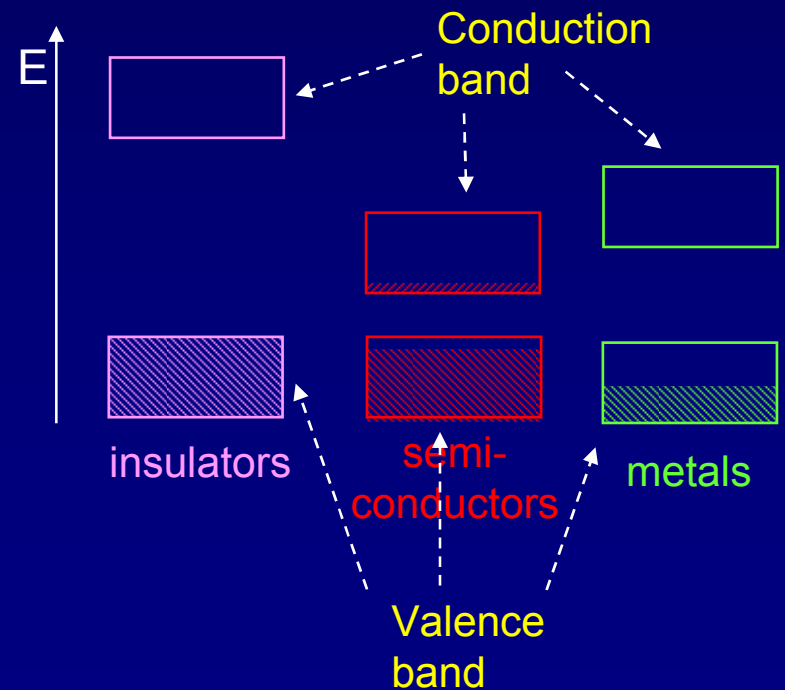 Conduction
band
E
insulators
semi-
conductors
metals
Valence
band